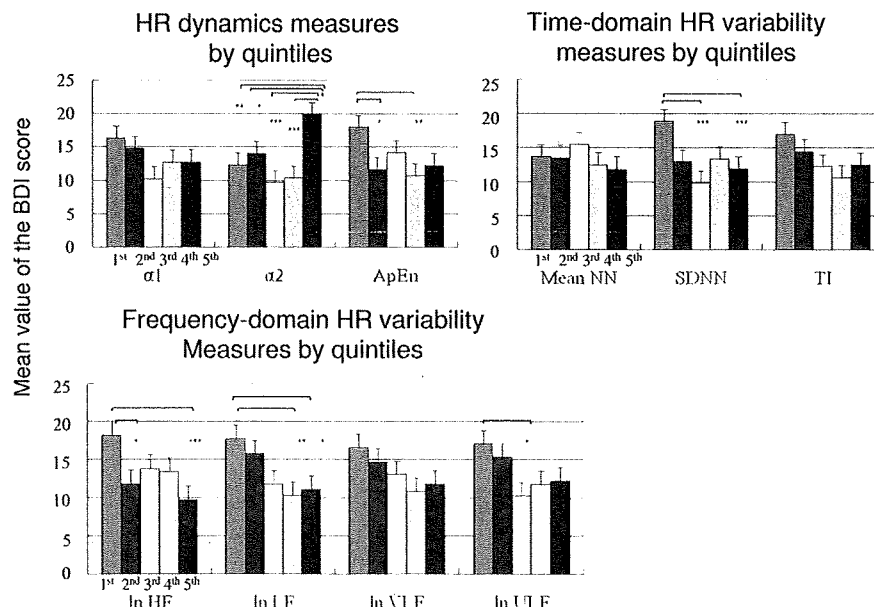 HR dynamics measures
by quintiles
Time-domain HR variability
measures by quintiles
Mean value of the BDI score
25
20
15
10
5
0
1st 2nd 3rd 4th 5th
α1
α2
ApEn
** * *** ***
* **
25
20
15
10
5
0
1st 2nd 3rd 4th 5th
Mean NN
SDNN
TI
*** ***
Frequency-domain HR variability
Measures by quintiles
25
20
15
10
5
0
1st 2nd 3rd 4th 5th
ln HF
ln LF
ln VLF
ln ULF
* ***
** *
*